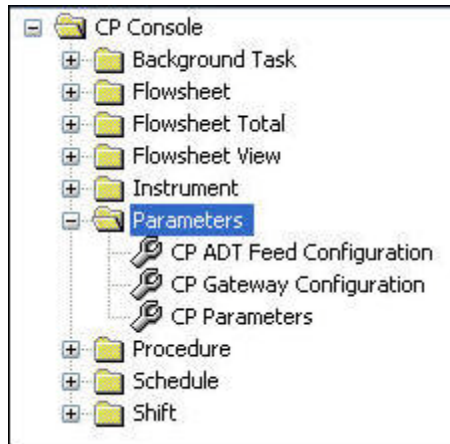 CP Console
Background Task
Flowsheet
Flowsheet Total
Flowsheet View
Instrument
Parameters
CP ADT Feed Configuration
CP Gateway Configuration
CP Parameters
Procedure
Schedule
Shift